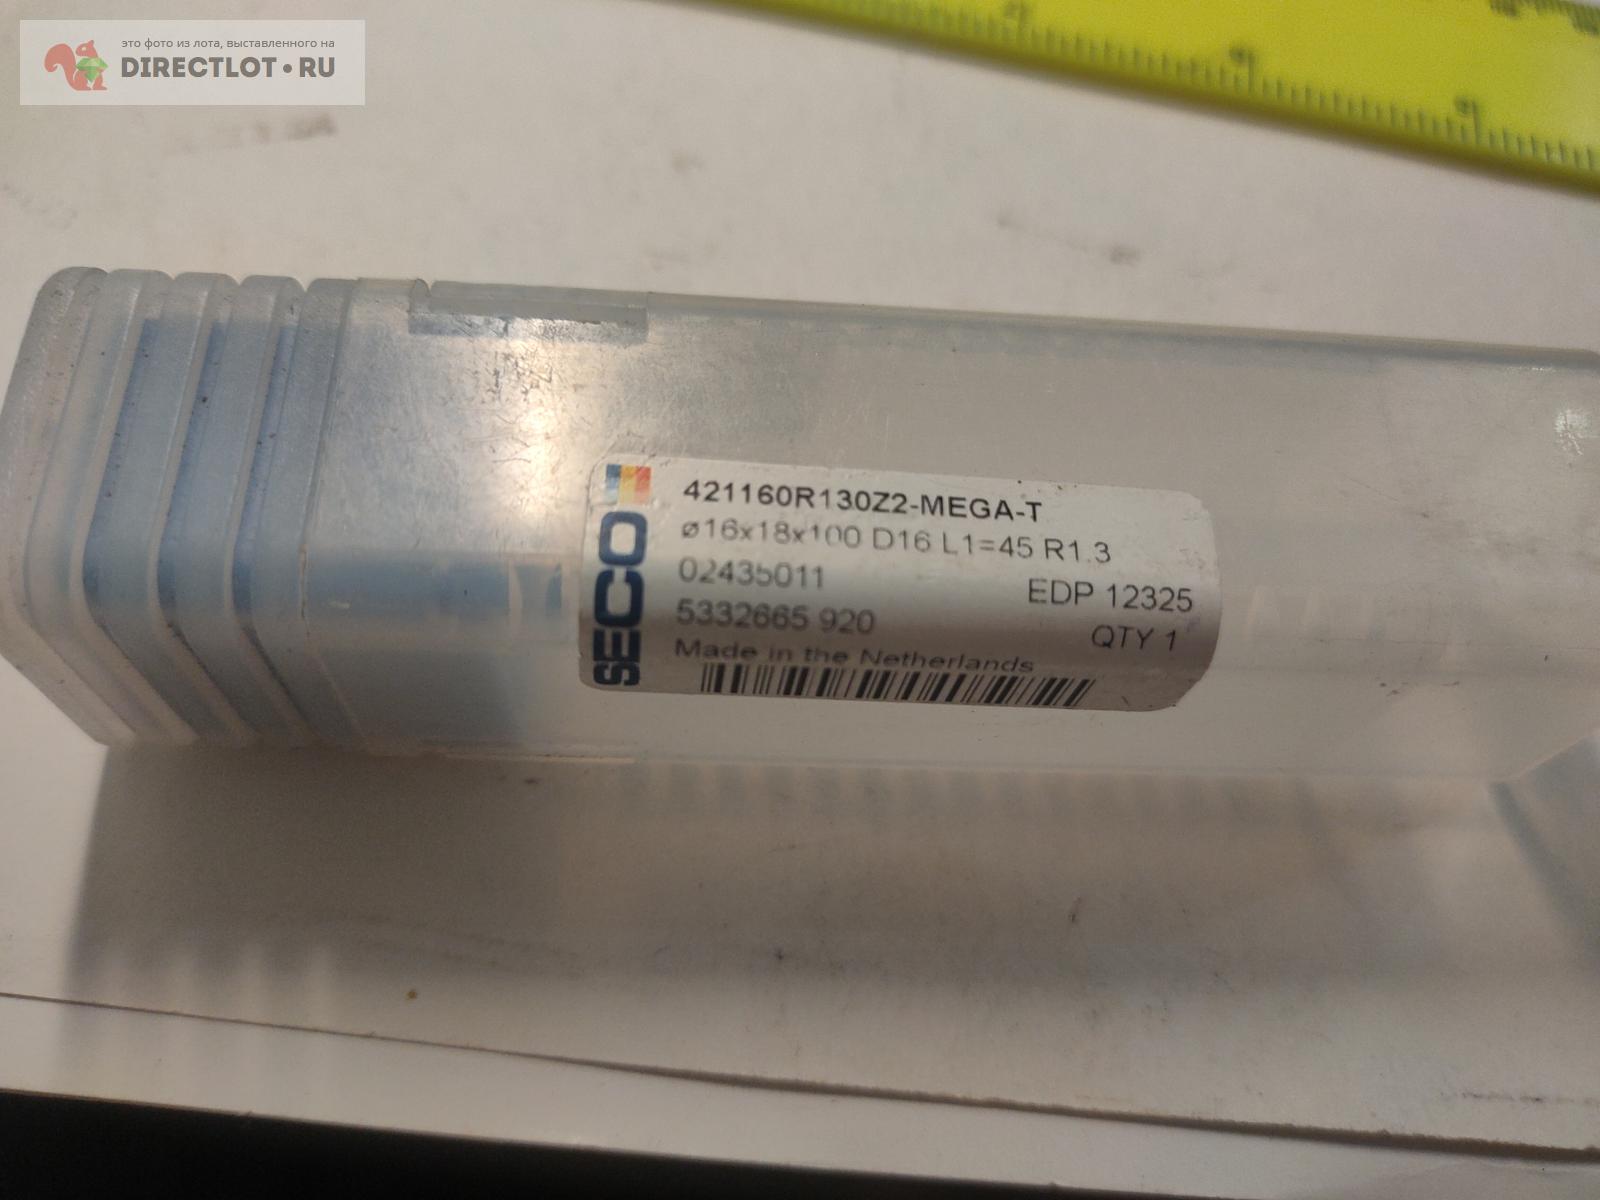 это фото из лота, выставленного на
DIRECTLOT•RU
SECO
421160R130Z2-MEGA-T
ø16x18x100 D16 L1=45 R1.3
02435011
EDP 12325
5332665 920
QTY 1
Made in the Netherlands